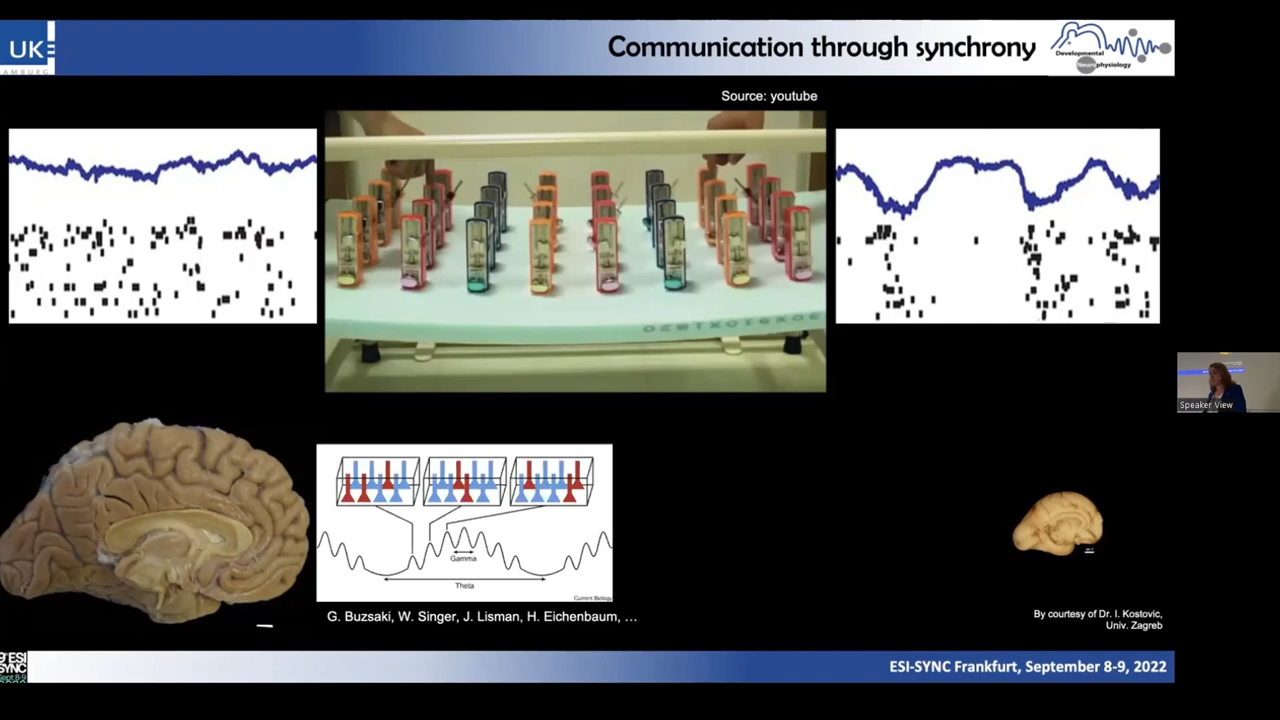 UKE
HAMBURG
Communication through synchrony
Developmental
Neurophysiology
Source: youtube
Speaker View
Gamma
Theta
Current Biology
G. Buzsaki, W. Singer, J. Lisman, H. Eichenbaum, …
By courtesy of Dr. I. Kostovic,
Univ. Zagreb
ESI
SYNC
ESI-SYNC Frankfurt, September 8-9, 2022